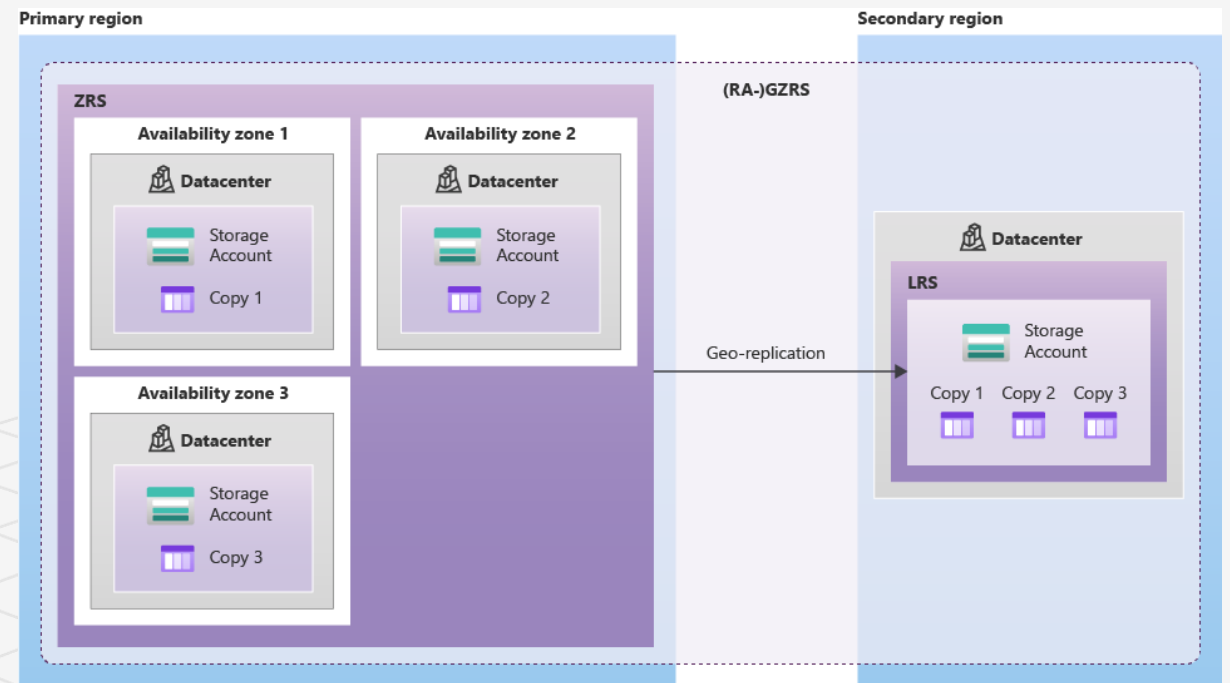 Primary region
Secondary region
(RA-)GZRS
ZRS
Availability zone 1
Datacenter
Storage
Account
Copy 1
Availability zone 2
Datacenter
Storage
Account
Copy 2
Availability zone 3
Datacenter
Storage
Account
Copy 3
Geo-replication
Datacenter
LRS
Storage
Account
Copy 1 Copy 2 Copy 3